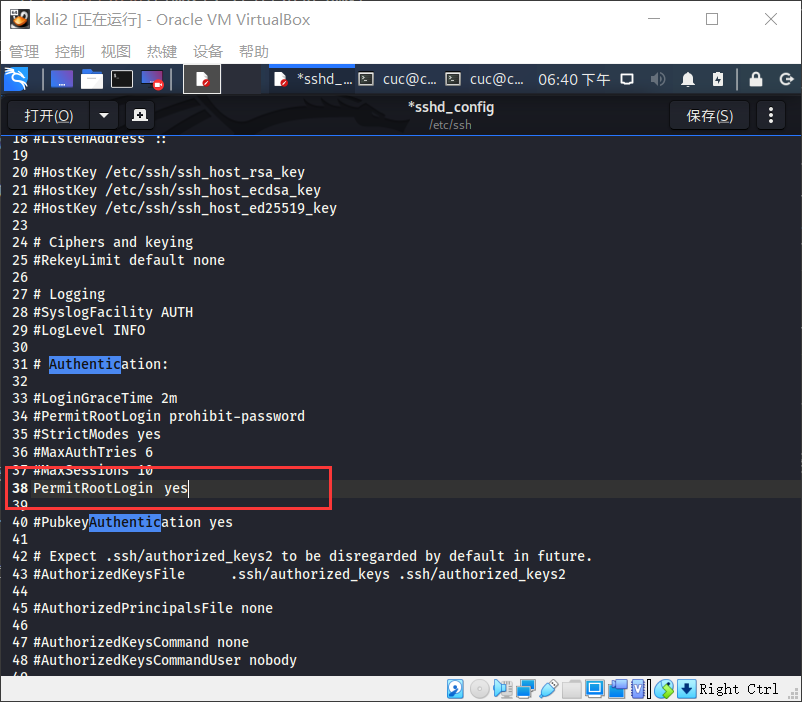 kali2 [正在运行] - Oracle VM VirtualBox
管理 控制 视图 热键 设备 帮助
*sshd_... cuc@c... cuc@c... 06:40 下午
打开(O) *sshd_config 保存(S)
/etc/ssh
18 #ListenAddress ::
19
20 #HostKey /etc/ssh/ssh_host_rsa_key
21 #HostKey /etc/ssh/ssh_host_ecdsa_key
22 #HostKey /etc/ssh/ssh_host_ed25519_key
23
24 # Ciphers and keying
25 #RekeyLimit default none
26
27 # Logging
28 #SyslogFacility AUTH
29 #LogLevel INFO
30
31 # Authentication:
32
33 #LoginGraceTime 2m
34 #PermitRootLogin prohibit-password
35 #StrictModes yes
36 #MaxAuthTries 6
37 #MaxSessions 10
38 PermitRootLogin yes
39
40 #PubkeyAuthentication yes
41
42 # Expect .ssh/authorized_keys2 to be disregarded by default in future.
43 #AuthorizedKeysFile .ssh/authorized_keys .ssh/authorized_keys2
44
45 #AuthorizedPrincipalsFile none
46
47 #AuthorizedKeysCommand none
48 #AuthorizedKeysCommandUser nobody
Right Ctrl